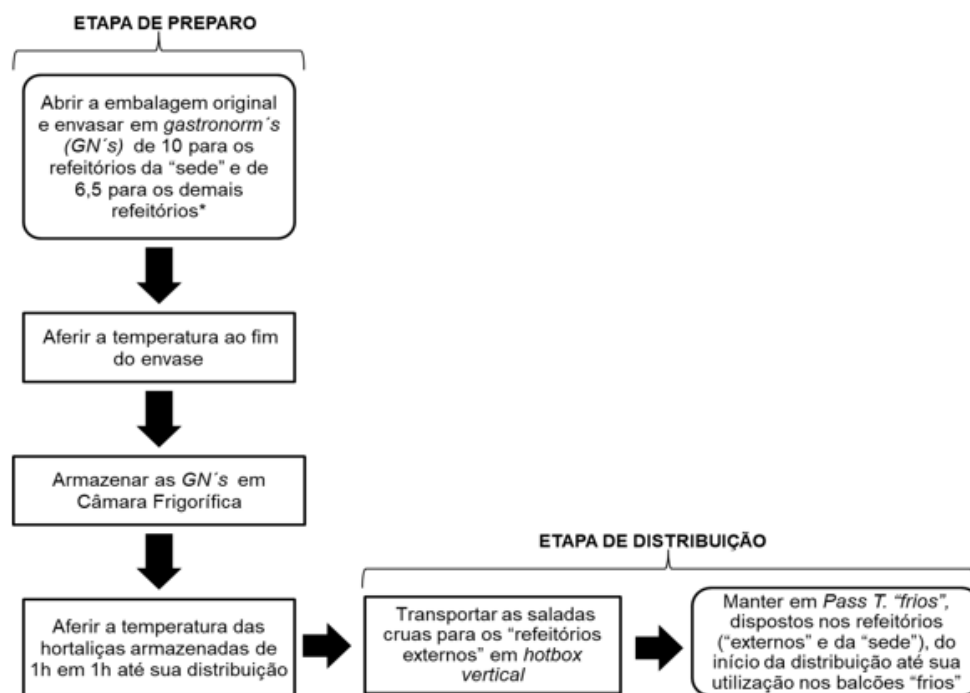 ETAPA DE PREPARO
Abrir a embalagem original
e envasar em gastronorm´s
(GN´s) de 10 para os
refeitórios da “sede” e de
6,5 para os demais
refeitórios*
Aferir a temperatura ao fim
do envase
Armazenar as GN´s em
Câmara Frigorífica
Aferir a temperatura das
hortaliças armazenadas de
1h em 1h até sua distribuição
ETAPA DE DISTRIBUIÇÃO
Transportar as saladas
cruas para os “refeitórios
externos” em hotbox
vertical
Manter em Pass T. “frios”,
dispostos nos refeitórios
(“externos” e da “sede”), do
início da distribuição até sua
utilização nos balcões “frios”